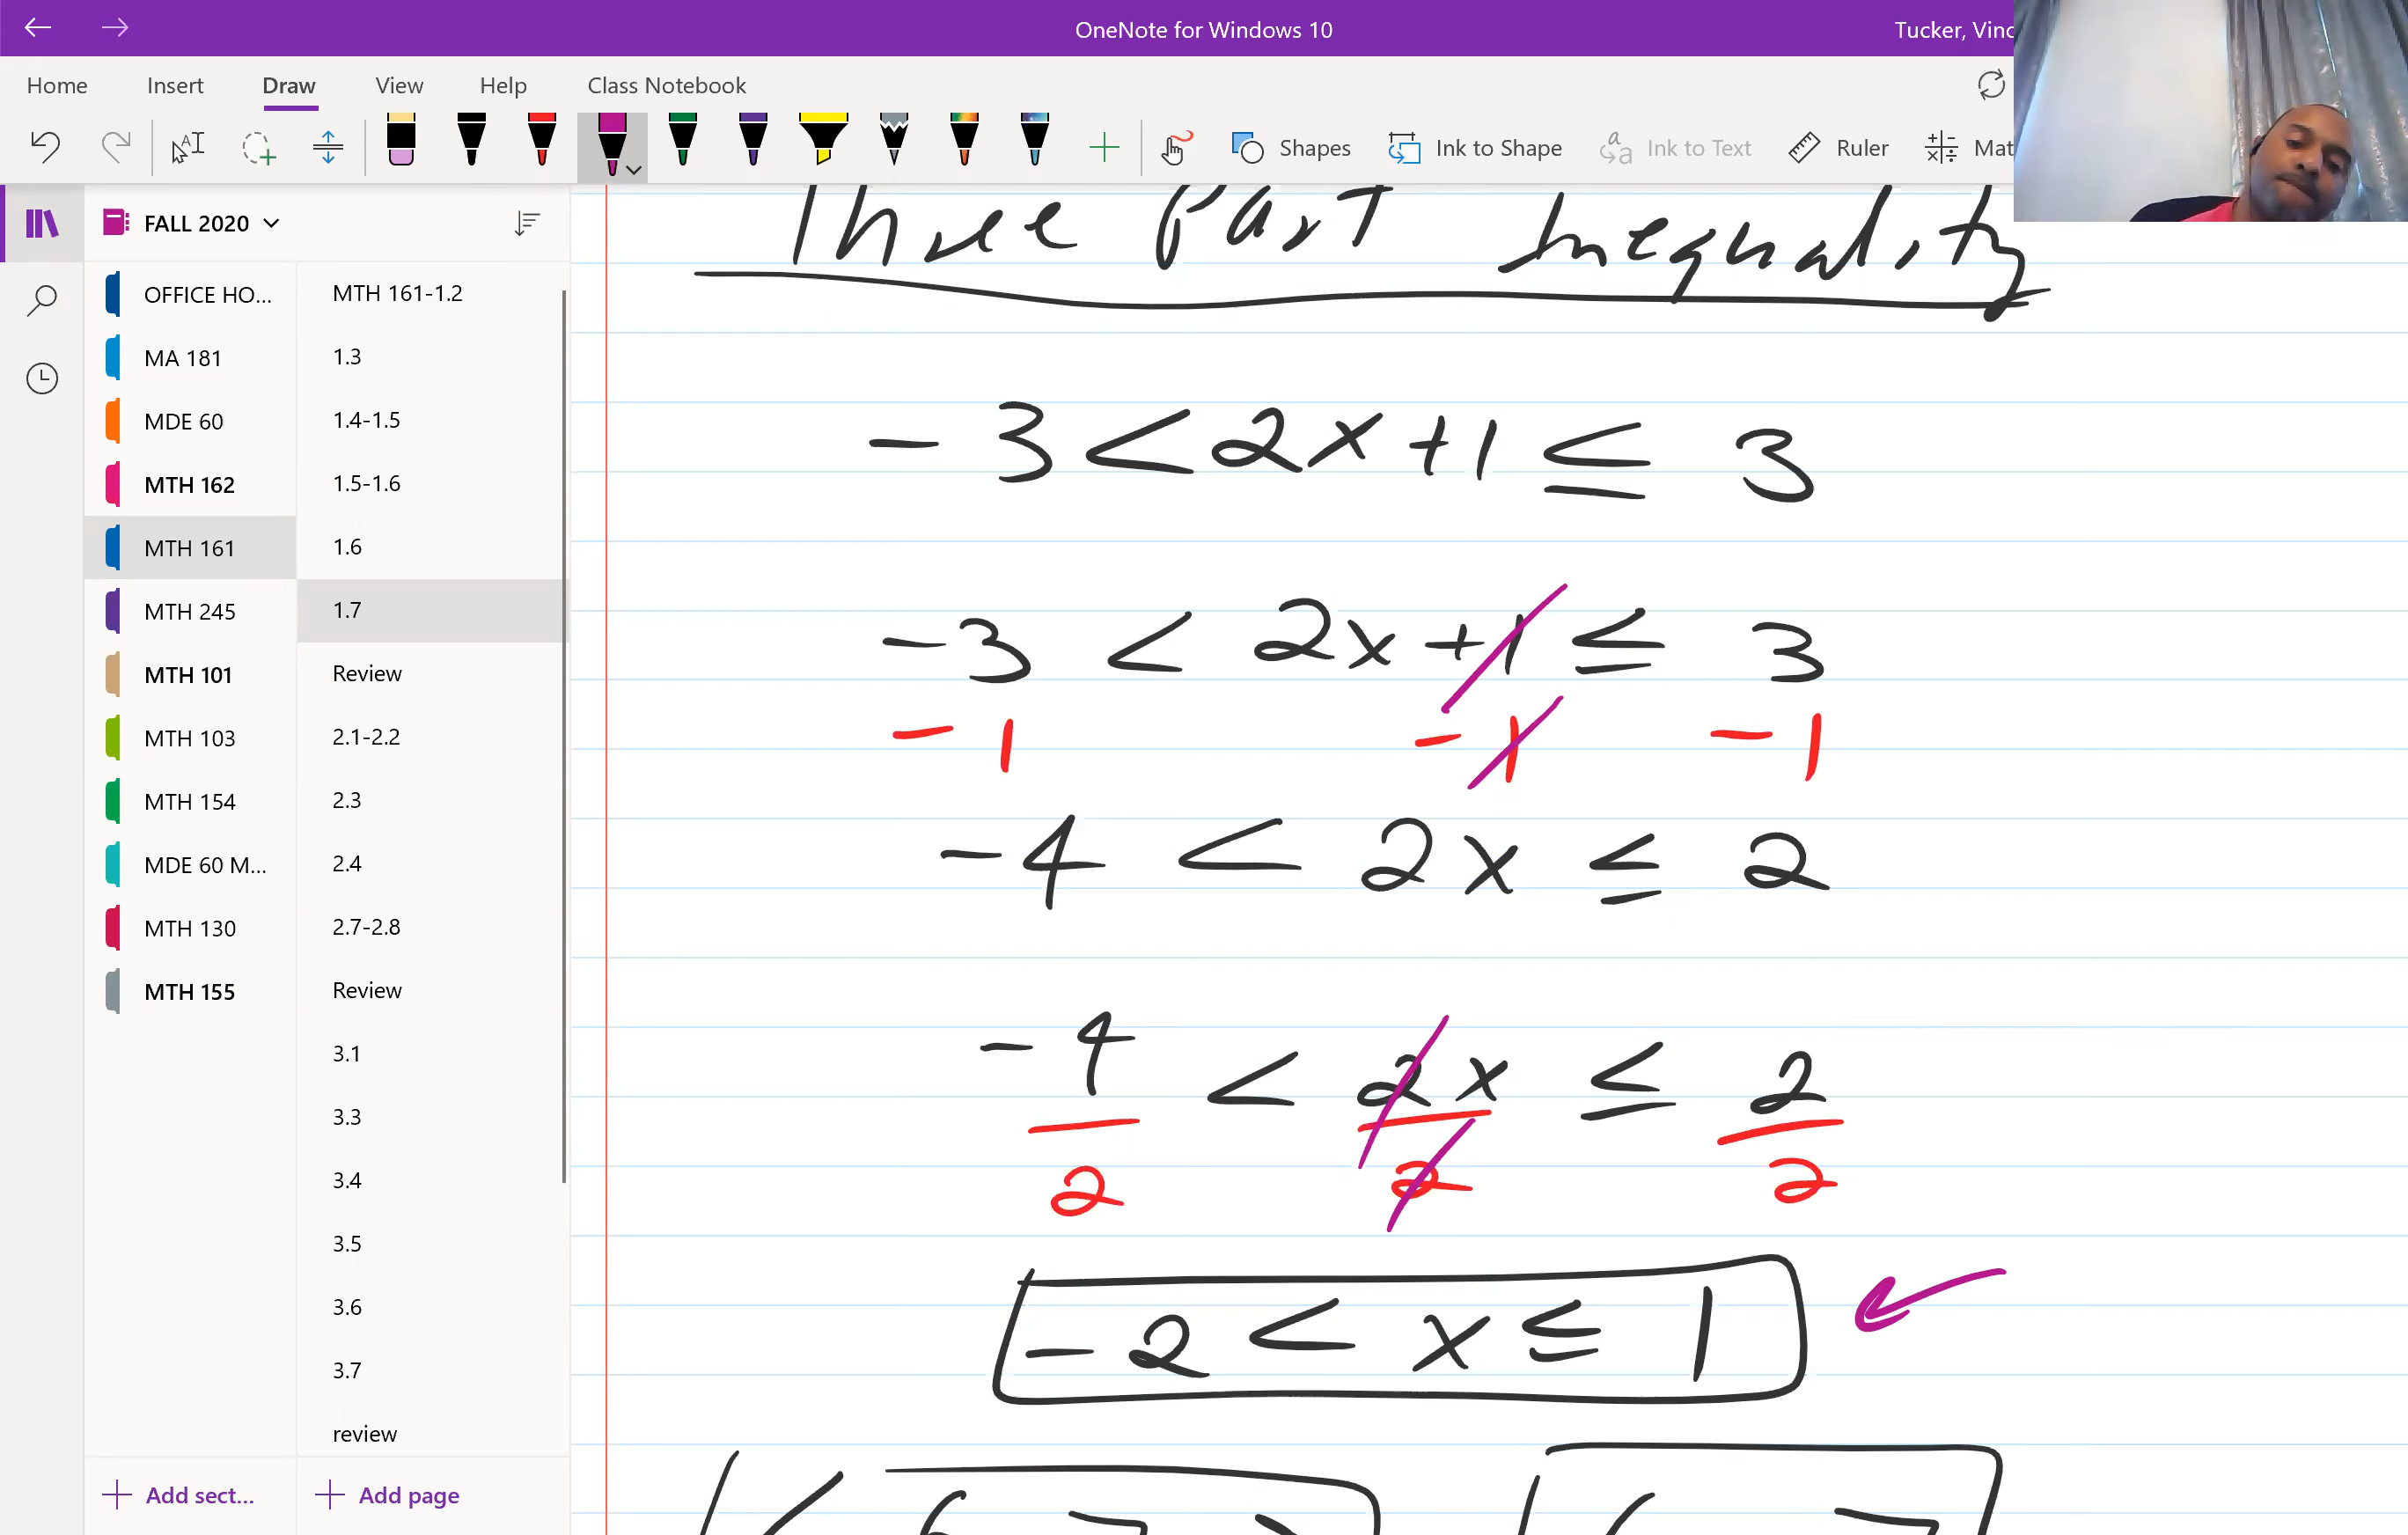 OneNote for Windows 10
Tucker, Vinc
Home Insert Draw View Help Class Notebook
Shapes Ink to Shape Ink to Text Ruler Mat
FALL 2020
OFFICE HO...
MA 181
MDE 60
MTH 162
MTH 161
MTH 245
MTH 101
MTH 103
MTH 154
MDE 60 M...
MTH 130
MTH 155
Add sect...
MTH 161-1.2
1.3
1.4-1.5
1.5-1.6
1.6
1.7
Review
2.1-2.2
2.3
2.4
2.7-2.8
Review
3.1
3.3
3.4
3.5
3.6
3.7
review
Add page
Three Part Inequality
-3 < 2x +1 ≤ 3
-3 < 2x +1 ≤ 3
-1 -1 -1
-4 < 2x ≤ 2
-4 < 2x ≤ 2
2 2 2
-2 < x ≤ 1